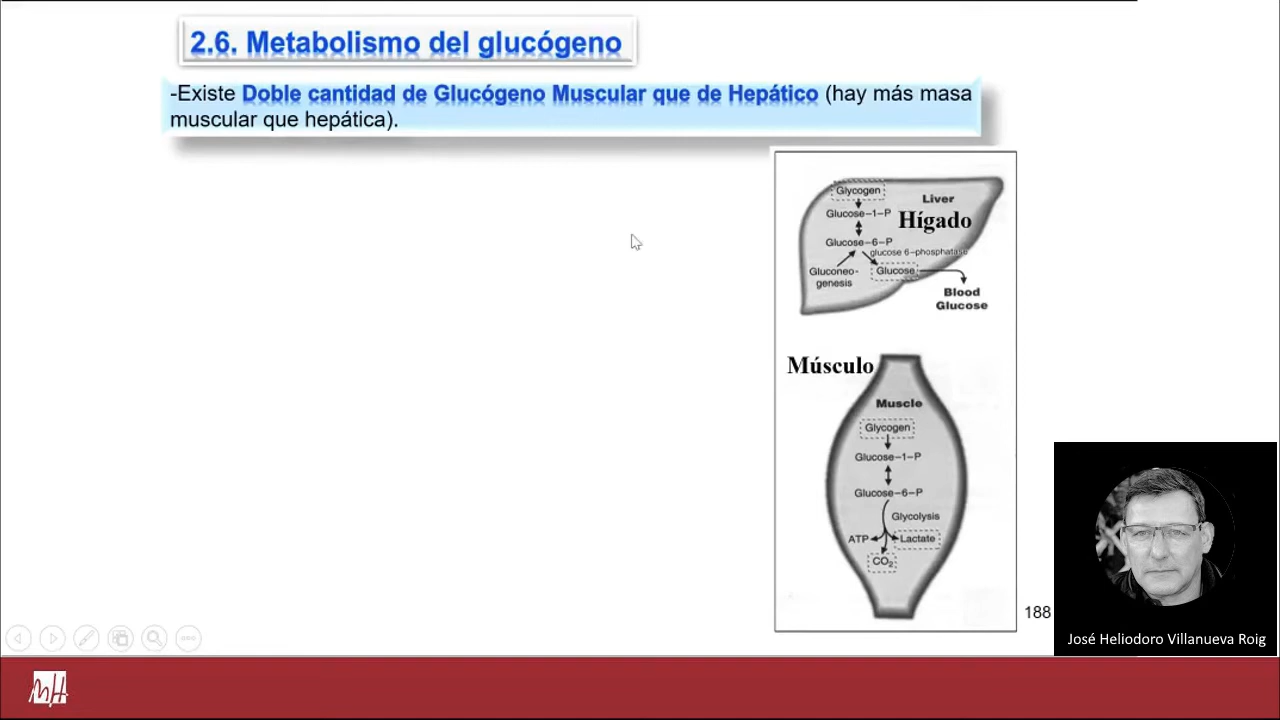 2.6. Metabolismo del glucógeno
-Existe Doble cantidad de Glucógeno Muscular que de Hepático (hay más masa
muscular que hepática).
Glycogen
Liver
Glucose-1-P
Hígado
Glucose-6-P
glucose 6-phosphatase
Gluconeo-
genesis
Glucose
Blood
Glucose
Músculo
Muscle
Glycogen
Glucose-1-P
Glucose-6-P
Glycolysis
ATP
Lactate
CO₂
188
José Heliodoro Villanueva Roig